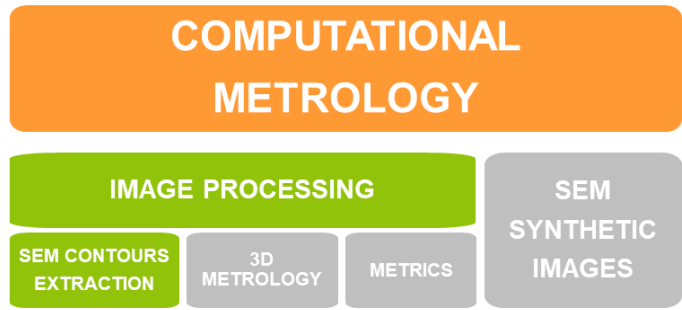 COMPUTATIONAL
METROLOGY
IMAGE PROCESSING
SEM
SYNTHETIC
IMAGES
SEM CONTOURS
EXTRACTION
3D
METROLOGY
METRICS